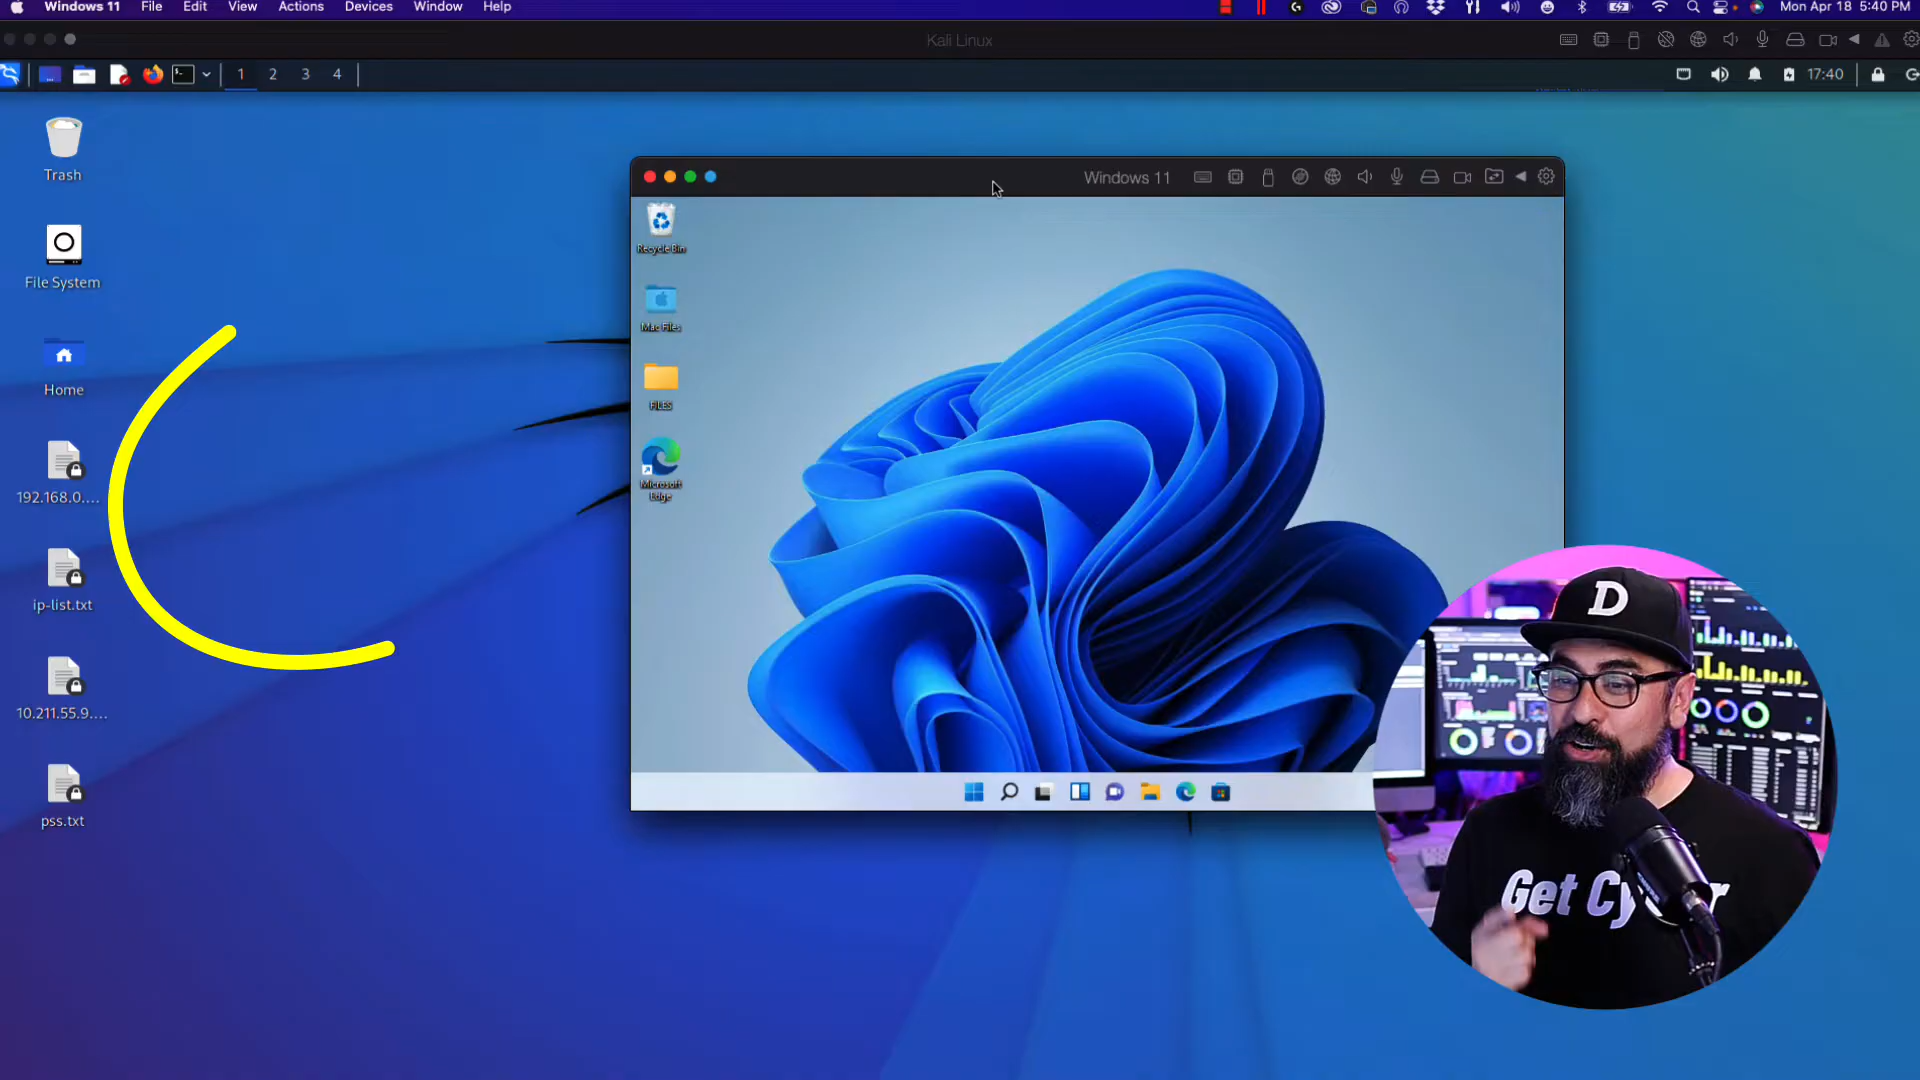 Windows 11 File Edit View Actions Devices Window Help Mon Apr 18 5:40 PM
Kali Linux
1 2 3 4 17:40
Trash
File System
Home
192.168.0....
ip-list.txt
10.211.55.9....
pss.txt
Windows 11
Recycle Bin
Mac Files
FILES
Microsoft
Edge
D
Get Cy r